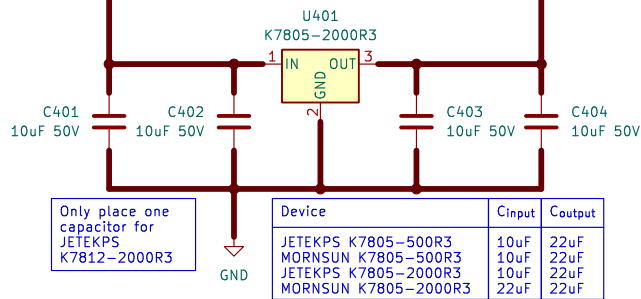 U401
K7805-2000R3
1 IN OUT 3
GND
2
C401
10uF 50V
C402
10uF 50V
C403
10uF 50V
C404
10uF 50V
Only place one
capacitor for
JETEKPS
K7812-2000R3
GND
Device Cinput Coutput
JETEKPS K7805-500R3 10uF 22uF
MORNSUN K7805-500R3 10uF 22uF
JETEKPS K7805-2000R3 10uF 22uF
MORNSUN K7805-2000R3 22uF 22uF